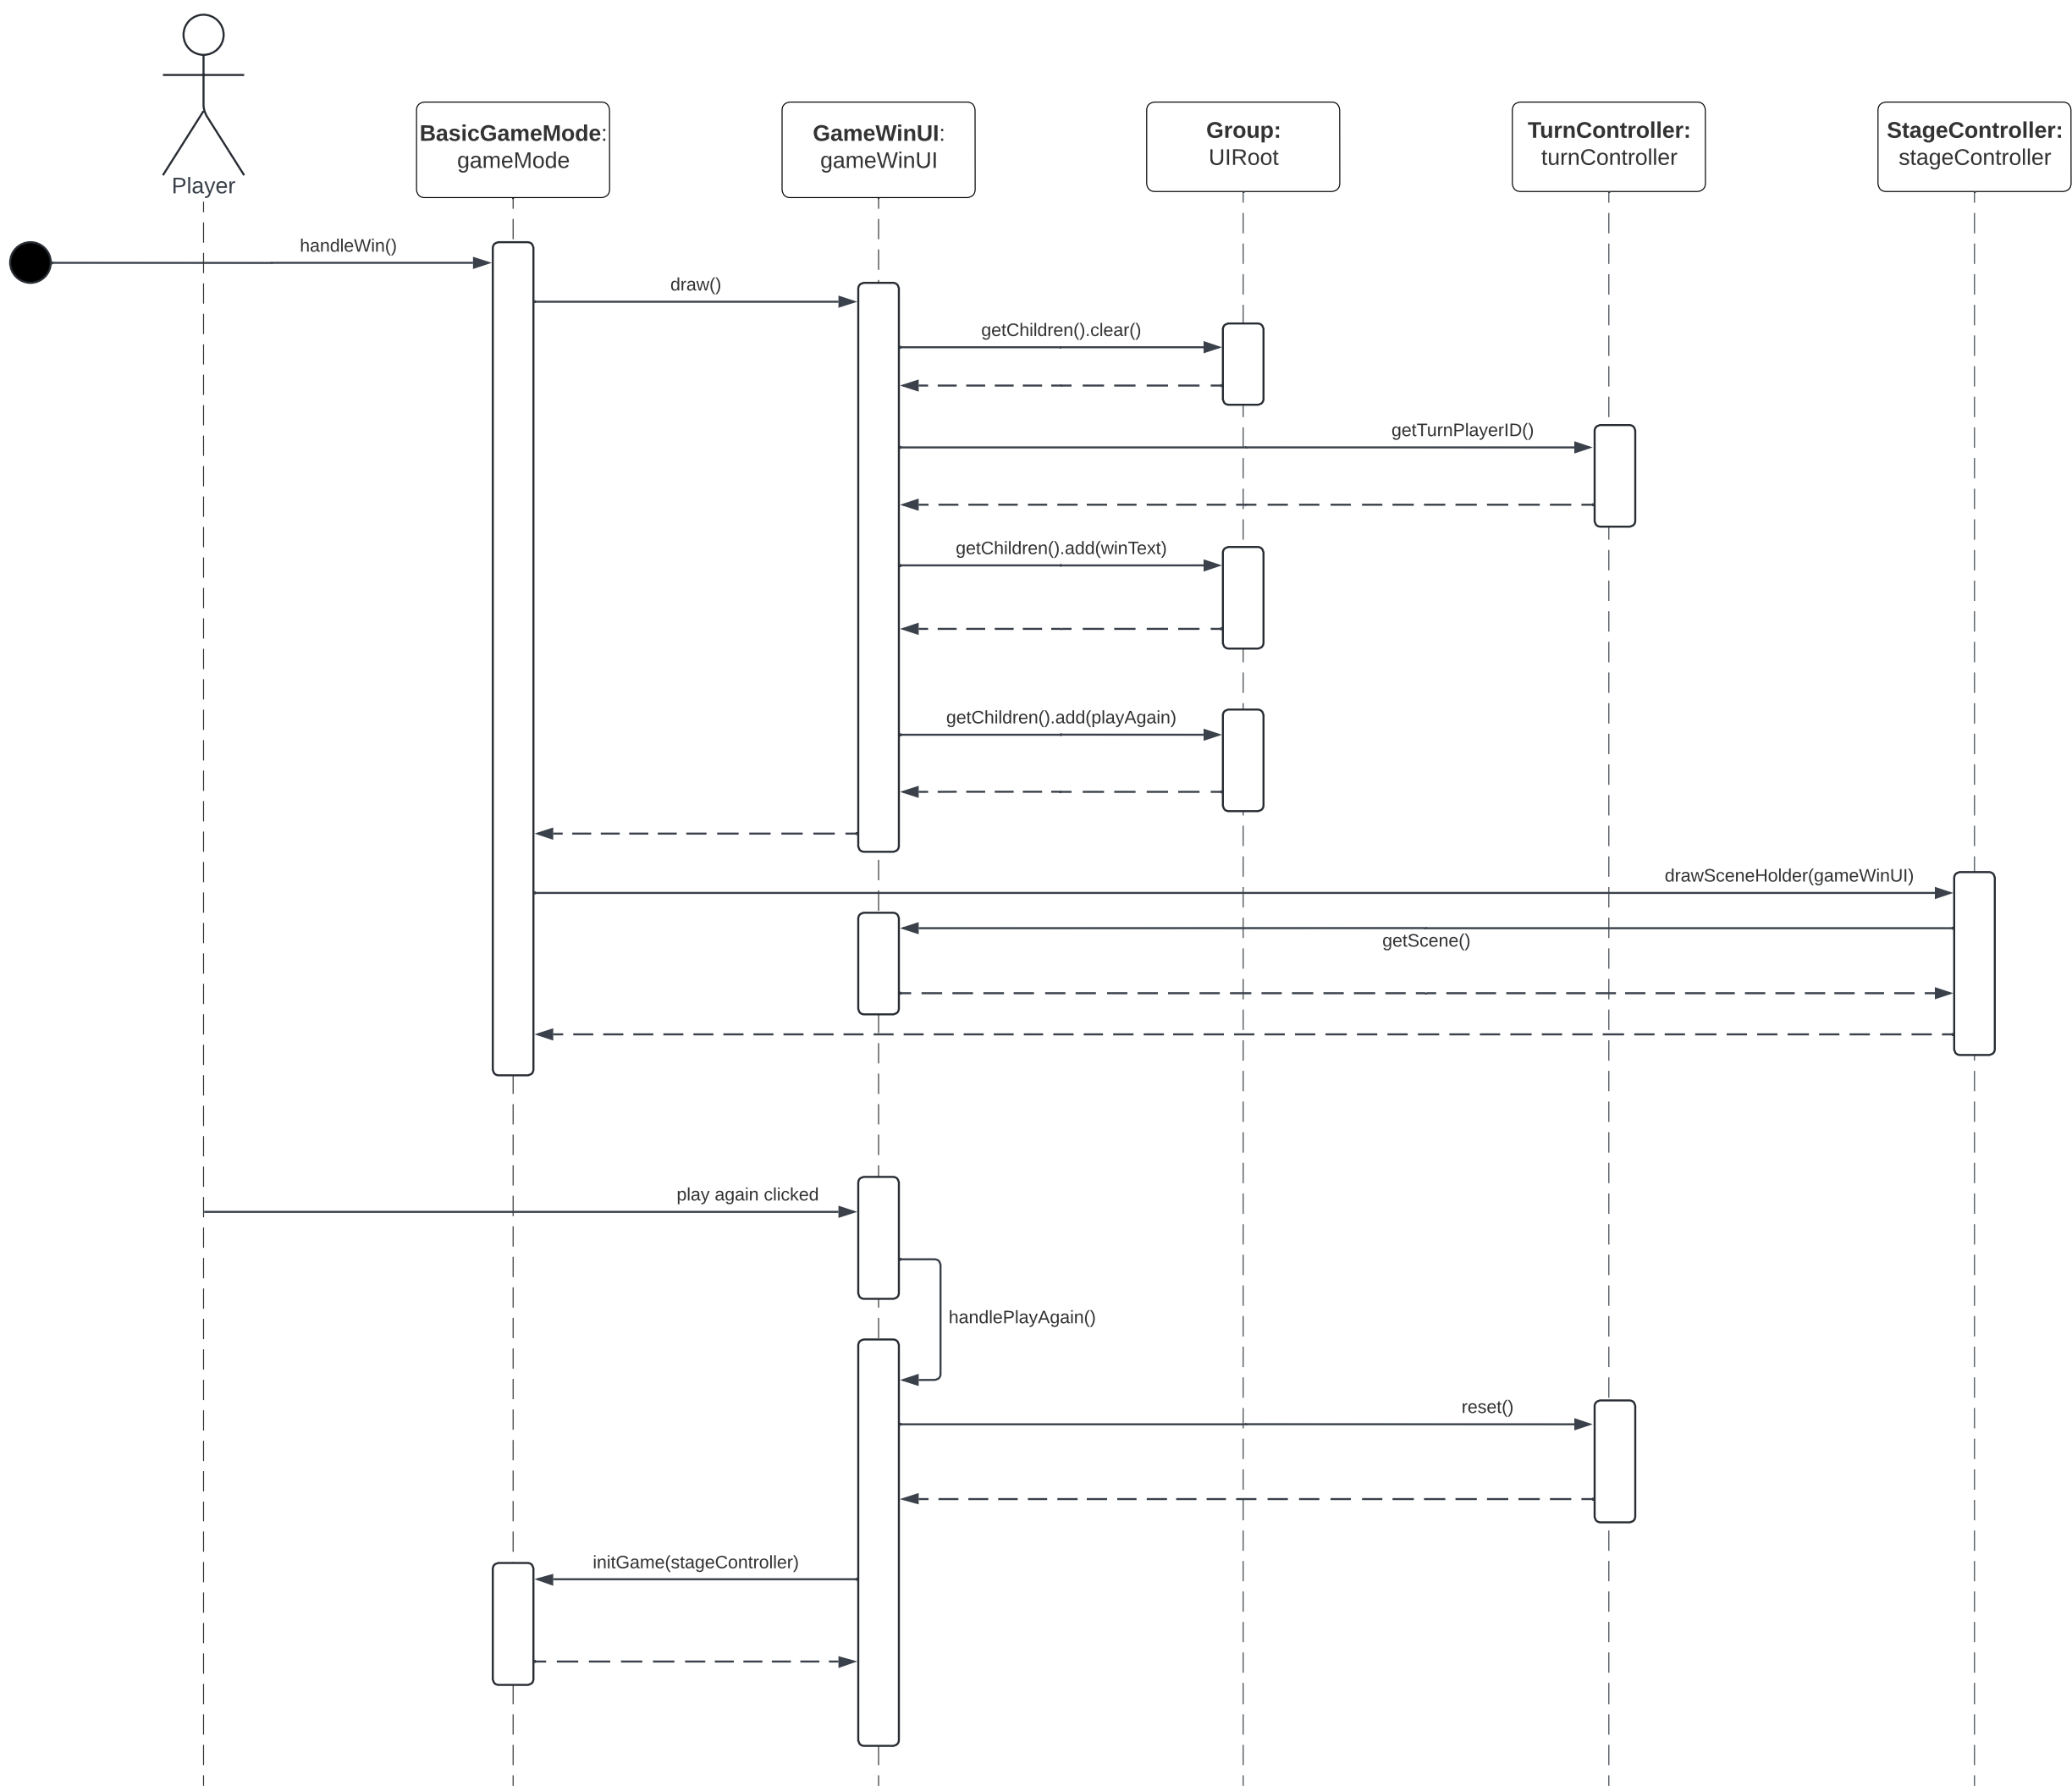 Player
BasicGameMode:
gameMode
GameWinUI:
gameWinUI
Group:
UIRoot
TurnController:
turnController
StageController:
stageController
handleWin()
draw()
getChildren().clear()
getTurnPlayerID()
getChildren().add(winText)
getChildren().add(playAgain)
drawSceneHolder(gameWinUI)
getScene()
play again clicked
handlePlayAgain()
reset()
initGame(stageController)